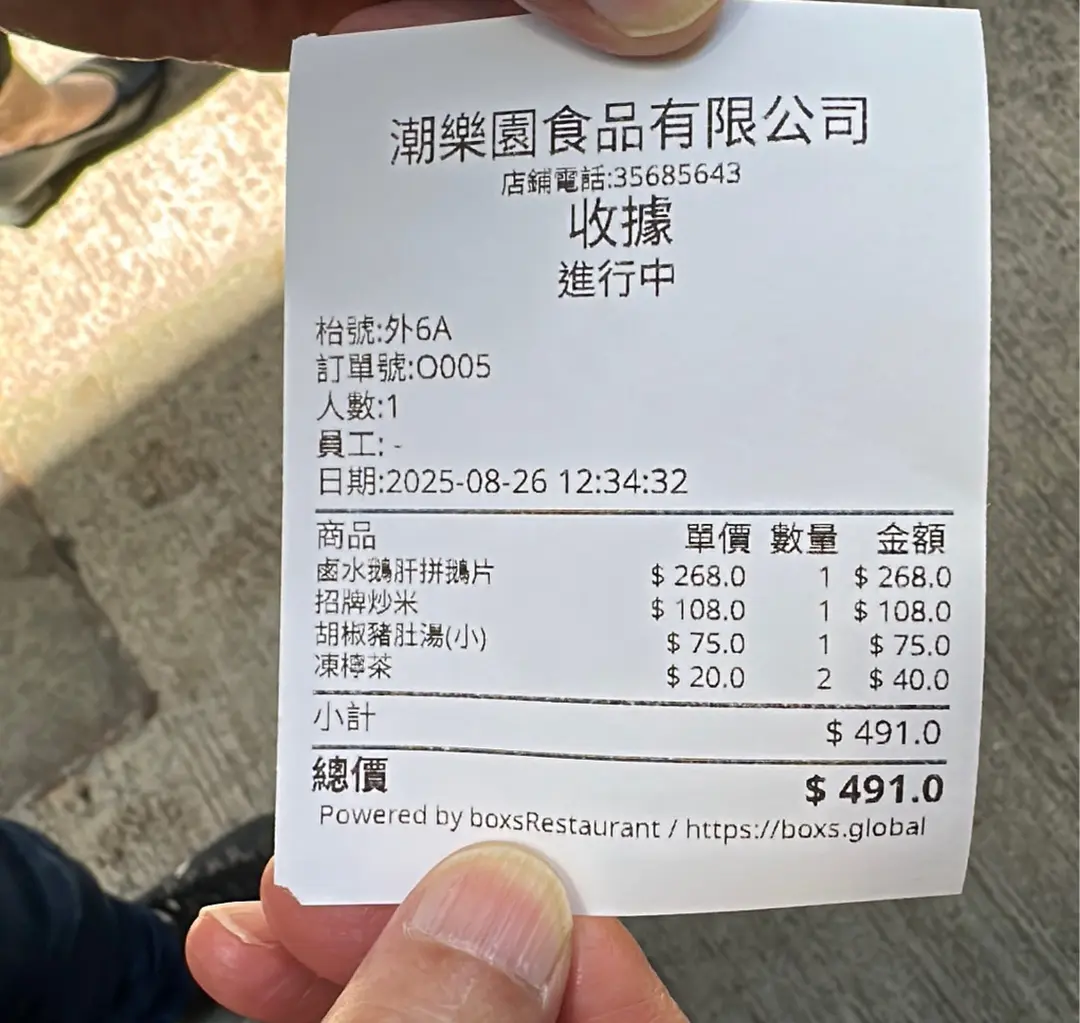 潮樂園食品有限公司
店鋪電話:35685643
收據
進行中
枱號:外6A
訂單號:O005
人數:1
員工: -
日期:2025-08-26 12:34:32
商品 單價 數量 金額
鹵水鵝肝拼鵝片 $ 268.0 1 $ 268.0
招牌炒米 $ 108.0 1 $ 108.0
胡椒豬肚湯(小) $ 75.0 1 $ 75.0
凍檸茶 $ 20.0 2 $ 40.0
小計 $ 491.0
總價 $ 491.0
Powered by boxsRestaurant / https://boxs.global